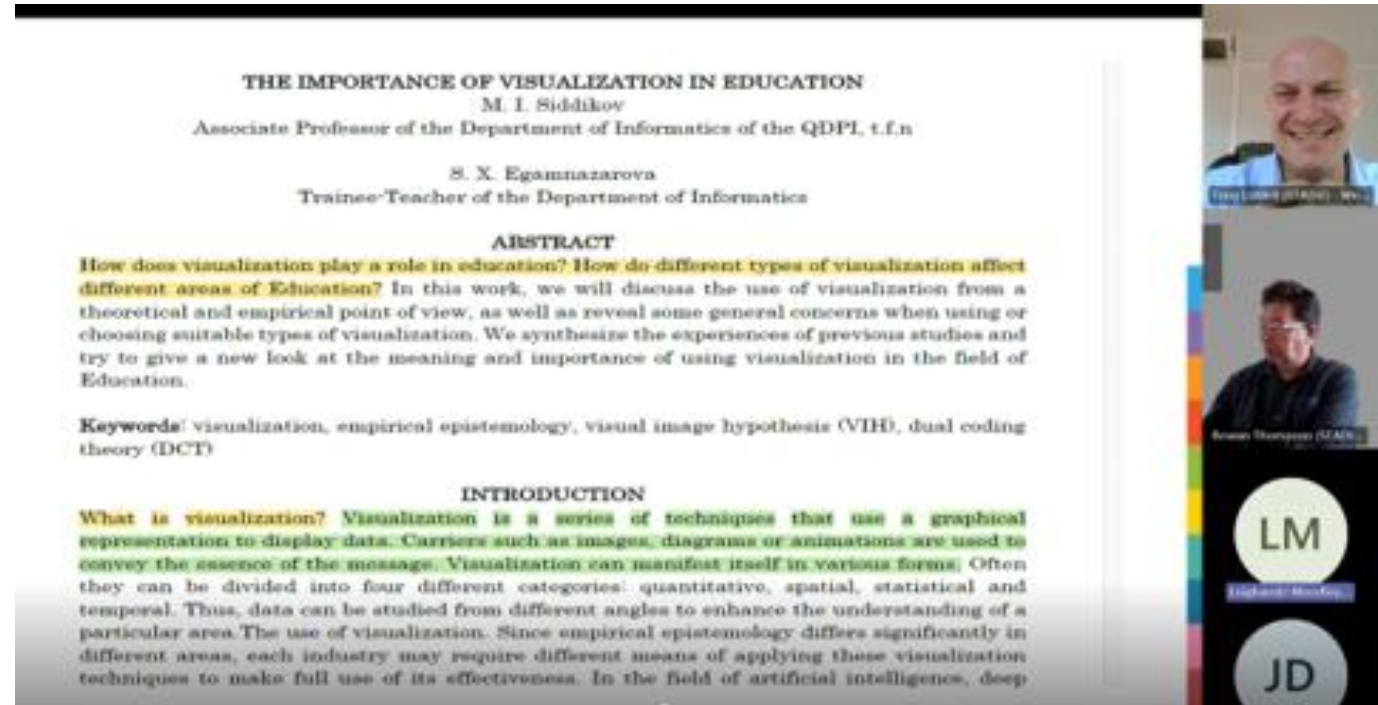 THE IMPORTANCE OF VISUALIZATION IN EDUCATION
M. I. Siddikov
Associate Professor of the Department of Informatics of the QDPI, t.f.n
S. X. Egamnazarova
Trainee-Teacher of the Department of Informatics
ABSTRACT
How does visualization play a role in education? How do different types of visualization affect
different areas of Education? In this work, we will discuss the use of visualization from a
theoretical and empirical point of view, as well as reveal some general concerns when using or
choosing suitable types of visualization. We synthesize the experiences of previous studies and
try to give a new look at the meaning and importance of using visualization in the field of
Education.
Keywords: visualization, empirical epistemology, visual image hypothesis (VIH), dual coding
theory (DCT)
INTRODUCTION
What is visualization? Visualization is a series of techniques that use a graphical
representation to display data. Carriers such as images, diagrams or animations are used to
convey the essence of the message. Visualization can manifest itself in various forms. Often
they can be divided into four different categories: quantitative, spatial, statistical and
temporal. Thus, data can be studied from different angles to enhance the understanding of a
particular area.The use of visualization. Since empirical epistemology differs significantly in
different areas, each industry may require different means of applying these visualization
techniques to make full use of its effectiveness. In the field of artificial intelligence, deep
Thompson
LM
JD